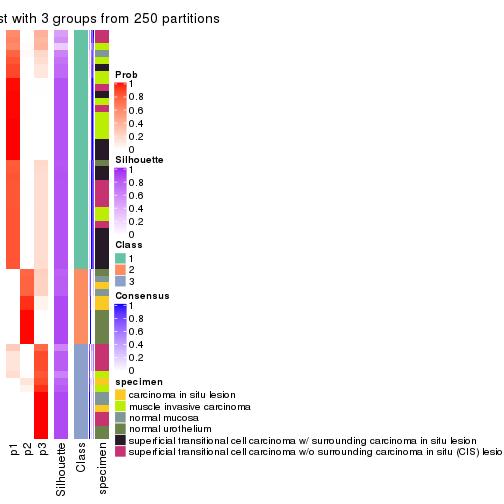 st with 3 groups from 250 partitions
Prob
1
0.8
0.6
0.4
0.2
0
Silhouette
1
0.8
0.6
0.4
0.2
0
Class
1
2
3
Consensus
1
0.8
0.6
0.4
0.2
0
specimen
carcinoma in situ lesion
muscle invasive carcinoma
normal mucosa
normal urothelium
superficial transitional cell carcinoma w/ surrounding carcinoma in situ lesion
superficial transitional cell carcinoma w/o surrounding carcinoma in situ (CIS) lesio
p1
p2
p3
Silhouette
Class
specimen